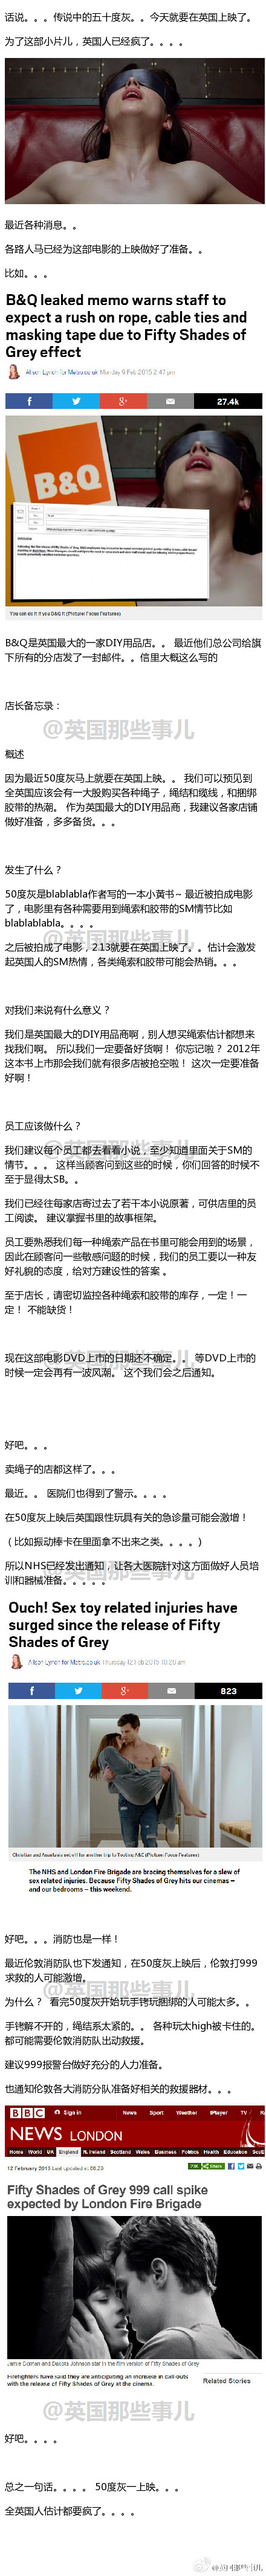 话说。。。传说中的五十度灰。。今天就要在英国上映了。
为了这部小片儿，英国人已经疯了。。。。
最近各种消息。。
各路人马已经为这部电影的上映做好了准备。。
比如。。。
B&Q leaked memo warns staff to
expect a rush on rope, cable ties and
masking tape due to Fifty Shades of
Grey effect
Alison Lynch for Metro.co.uk Monday 9 Feb 2015 2:47 pm
27.4k
B&Q
You can do it if you B&Q it (Picture: Focus Features)
B&Q是英国最大的一家DIY用品店。。 最近他们总公司给旗
下所有的分店发了一封邮件。。信里大概这么写的
店长备忘录：
@英国那些事儿
概述
因为最近50度灰马上就要在英国上映。。 我们可以预见到
全英国应该会有一大股购买各种绳子，绳结和缆线，和捆绑
胶带的热潮。 作为英国最大的DIY用品商，我建议各家店铺
做好准备，多多备货。。。
发生了什么？
50度灰是blablabla作者写的一本小黄书~ 最近被拍成电影
了，电影里有各种需要用到绳索和胶带的SM情节比如
blablablabla。。。。
@英国那些事儿
之后被拍成了电影，2.13就要在英国上映了。。估计会激发
起英国人的SM热情，各类绳索和胶带可能会热销。。。
对我们来说有什么意义？
我们是英国最大的DIY用品商啊，别人想买绳索估计都想来
找我们啊。 所以我们一定要备好货啊！ 你忘记啦？ 2012年
这本书上市那会我们就有很多店被抢空啦！ 这次一定要准备
好啊！
员工应该做什么？
@英国那些事儿
我们建议每个员工都去看看小说，至少知道里面关于SM的
情节。。。 这样当顾客问到这些的时候，你们回答的时候不
至于显得太SB。。
我们已经往每家店寄过去了若干本小说原著，可供店里的员
工阅读。 建议掌握书里的故事框架。
员工要熟悉我们每一种绳索产品在书里可能会用到的场景，
因此在顾客问一些敏感问题的时候，我们的员工要以一种友
好礼貌的态度，给对方建设性的答案 。
至于店长，请密切监控各种绳索和胶带的库存，一定！一
定！ 不能缺货！
@英国那些事儿
现在这部电影DVD上市的日期还不确定。。 等DVD上市的
时候一定会再有一波风潮。 这个我们会之后通知。
好吧。。。
卖绳子的店都这样了。。。
最近。。 医院们也得到了警示。。。。
在50度灰上映后英国跟性玩具有关的急诊量可能会激增！
（比如振动棒卡在里面拿不出来之类。。。。）
@英国那些事儿
所以NHS已经发出通知，让各大医院针对这方面做好人员培
训和器械准备。。。。。
Ouch! Sex toy related injuries have
surged since the release of Fifty
Shades of Grey
Alison Lynch for Metro.co.uk Thursday 12 Feb 2015 10:26 am
823
The NHS and London Fire Brigade are bracing themselves for a slew of
sex related injuries. Because Fifty Shades of Grey hits our cinemas –
and our bedrooms – this weekend.
好吧。。。消防也是一样！
最近伦敦消防队也下发通知，在50度灰上映后，伦敦打999
求救的人可能激增。
@英国那些事儿
为什么？ 看完50度灰开始玩手铐玩捆绑的人可能太多。。
手铐解不开的，绳结系太紧的。。 各种玩太high被卡住的。
都可能需要伦敦消防队出动救援。
建议999报警台做好充分的人力准备。
也通知伦敦各大消防分队准备好相关的救援器材。。。
BBC Sign in News Sport Weather iPlayer TV
NEWS LONDON
Home World UK England N. Ireland Scotland Wales Business Politics Health Education
12 February 2015 Last updated at 08:29
Share
Fifty Shades of Grey 999 call spike
expected by London Fire Brigade
Jamie Dornan and Dakota Johnson star in the film version of Fifty Shades of Grey
Firefighters have said they are anticipating an increase in call-outs
with the release of Fifty Shades of Grey at the cinema.
Related Stories
@英国那些事儿
好吧。。。。
总之一句话。。。。 50度灰一上映。。。
全英国人估计都要疯了。。。。
@英国那些事儿